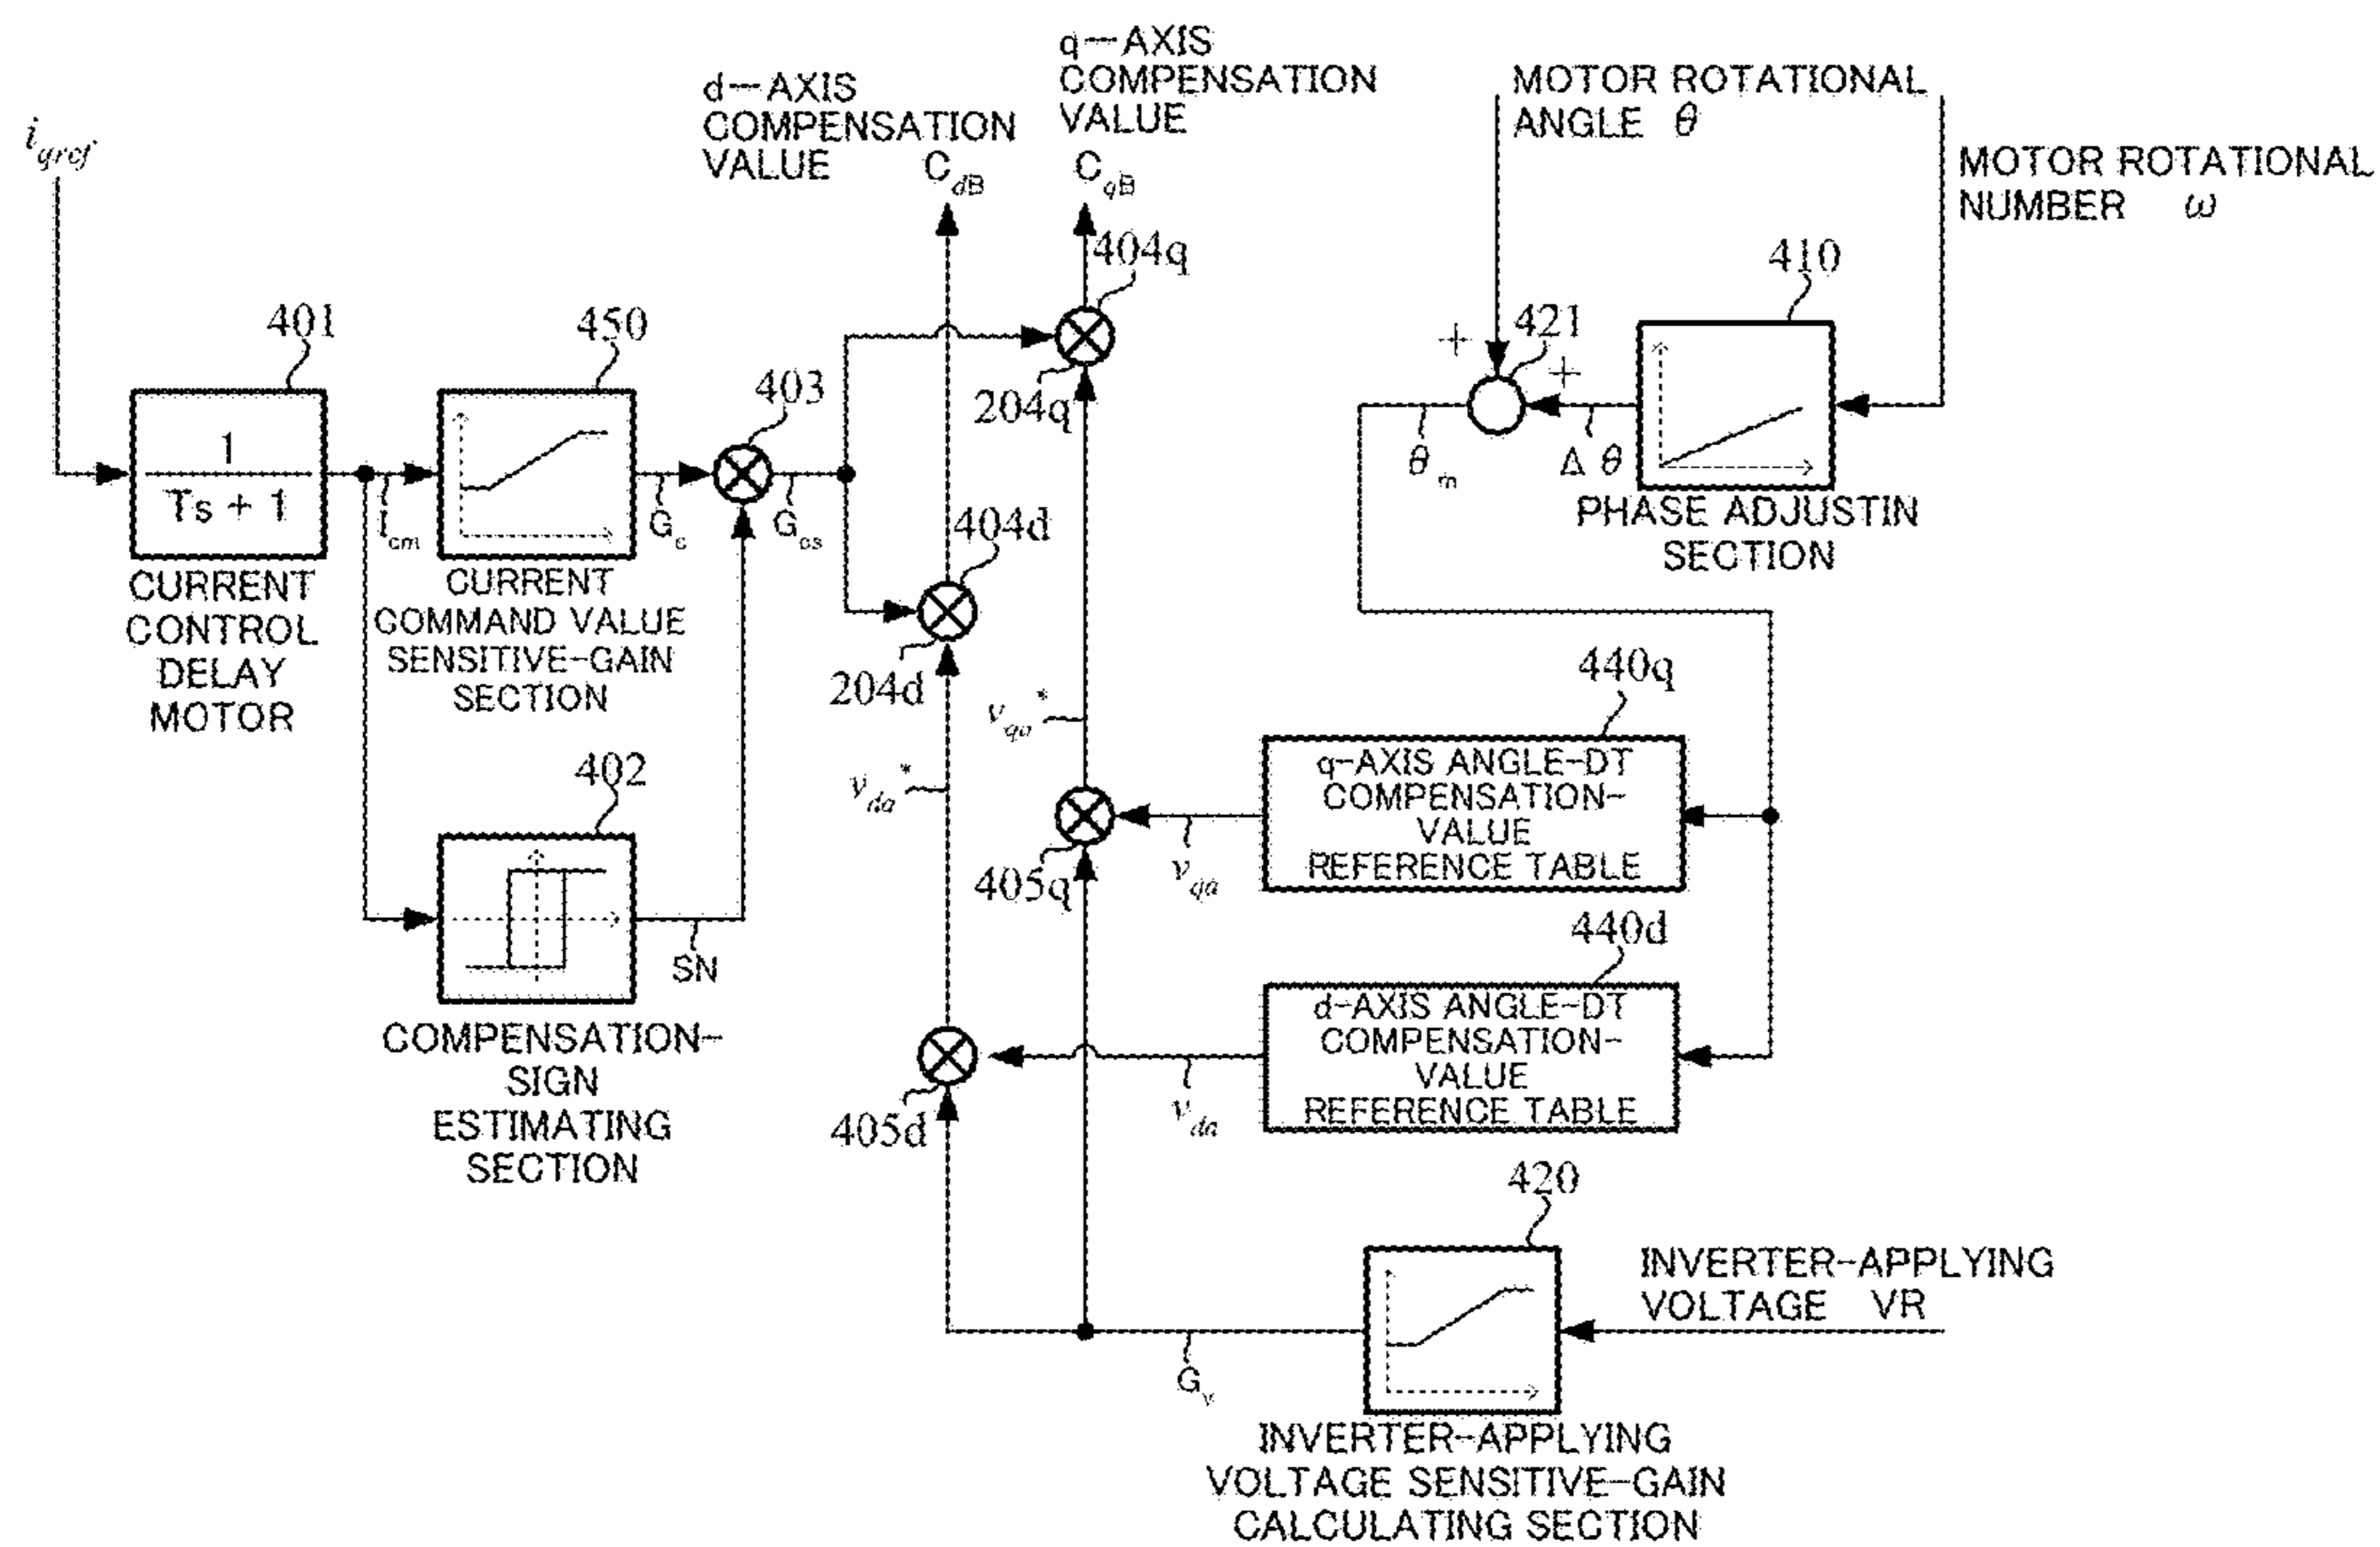 i_qref
d-AXIS
COMPENSATION
VALUE C_dB
q-AXIS
COMPENSATION
VALUE
C_qB
MOTOR ROTATIONAL
ANGLE θ
MOTOR ROTATIONAL
NUMBER ω
401
1
Ts + 1
CURRENT
CONTROL
DELAY
MOTOR
I_cm
450
CURRENT
COMMAND VALUE
SENSITIVE-GAIN
SECTION
G_c
403
G_cs
402
COMPENSATION-
SIGN
ESTIMATING
SECTION
SN
404q
204q
404d
204d
v_qa*
v_da*
405q
405d
421
+
+
410
PHASE ADJUSTIN
SECTION
Δθ
θ_m
440q
q-AXIS ANGLE-DT
COMPENSATION-
VALUE
REFERENCE TABLE
v_qa
440d
d-AXIS ANGLE-DT
COMPENSATION-
VALUE
REFERENCE TABLE
v_da
420
INVERTER-APPLYING
VOLTAGE VR
G_v
INVERTER-APPLYING
VOLTAGE SENSITIVE-GAIN
CALCULATING SECTION